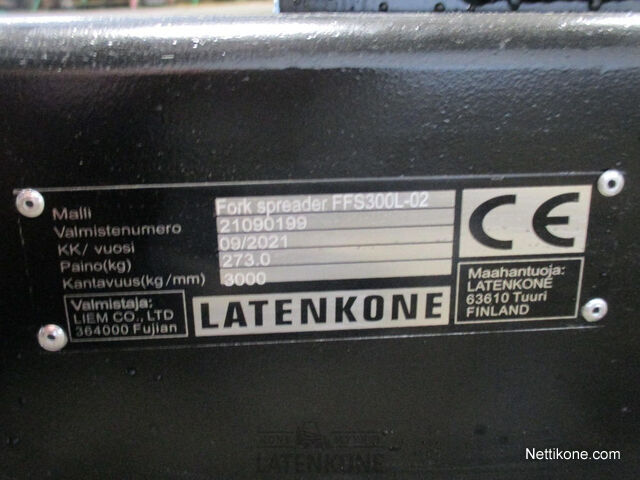 Malli Fork spreader FFS300L-02
Valmistenumero 21090199
KK/ vuosi 09/2021
Paino(kg) 273.0
Kantavuus(kg/mm) 3000
CE
Valmistaja:
LIEM CO., LTD
364000 Fujian
LATENKONE
Maahantuoja:
LATENKONE
63610 Tuuri
FINLAND
LATENKONE
Nettikone.com